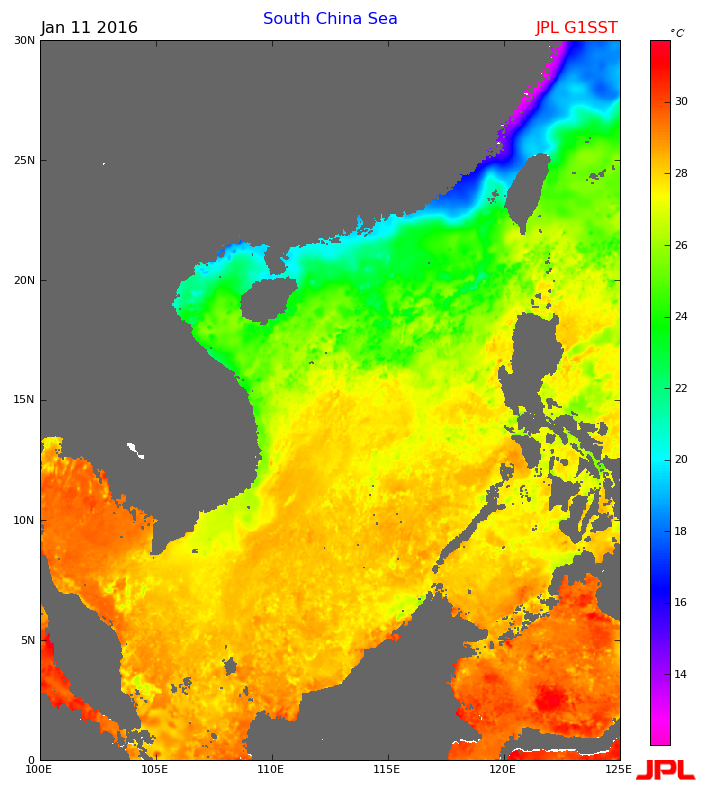 South China Sea
Jan 11 2016
JPL G1SST
°C
30N
25N
20N
15N
10N
5N
0
100E
105E
110E
115E
120E
125E
30
28
26
24
22
20
18
16
14
JPL